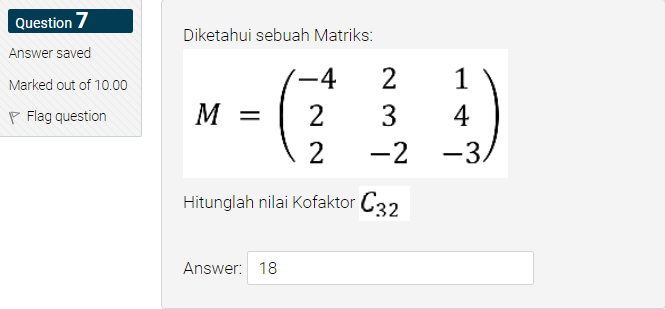 Question 7
Answer saved
Marked out of 10.00
Flag question
Diketahui sebuah Matriks:
M = ( −4 2 1
2 3 4
2 −2 −3 )
Hitunglah nilai Kofaktor C₃₂
Answer: 18